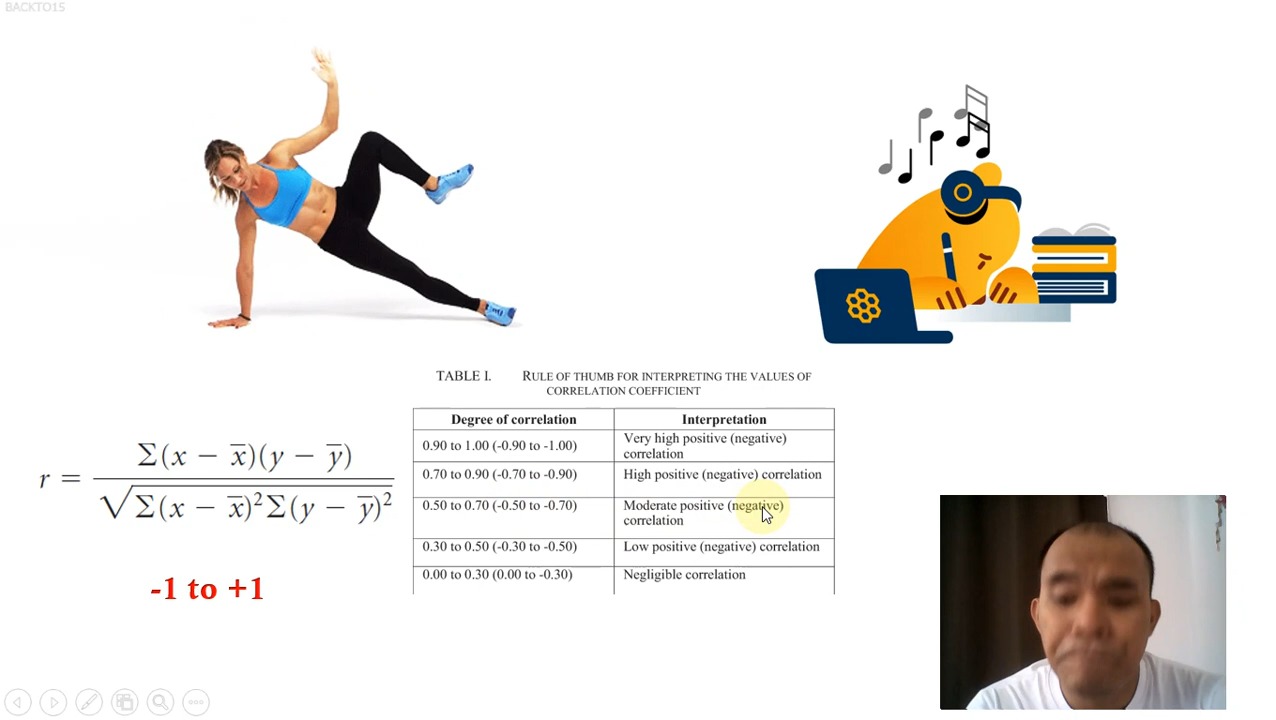 BACKTO15
TABLE I. RULE OF THUMB FOR INTERPRETING THE VALUES OF
CORRELATION COEFFICIENT
Degree of correlation Interpretation
0.90 to 1.00 (-0.90 to -1.00) Very high positive (negative)
correlation
0.70 to 0.90 (-0.70 to -0.90) High positive (negative) correlation
0.50 to 0.70 (-0.50 to -0.70) Moderate positive (negative)
correlation
0.30 to 0.50 (-0.30 to -0.50) Low positive (negative) correlation
0.00 to 0.30 (0.00 to -0.30) Negligible correlation
r = Σ(x − x̅)(y − y̅) / √Σ(x − x̅)²Σ(y − y̅)²
-1 to +1